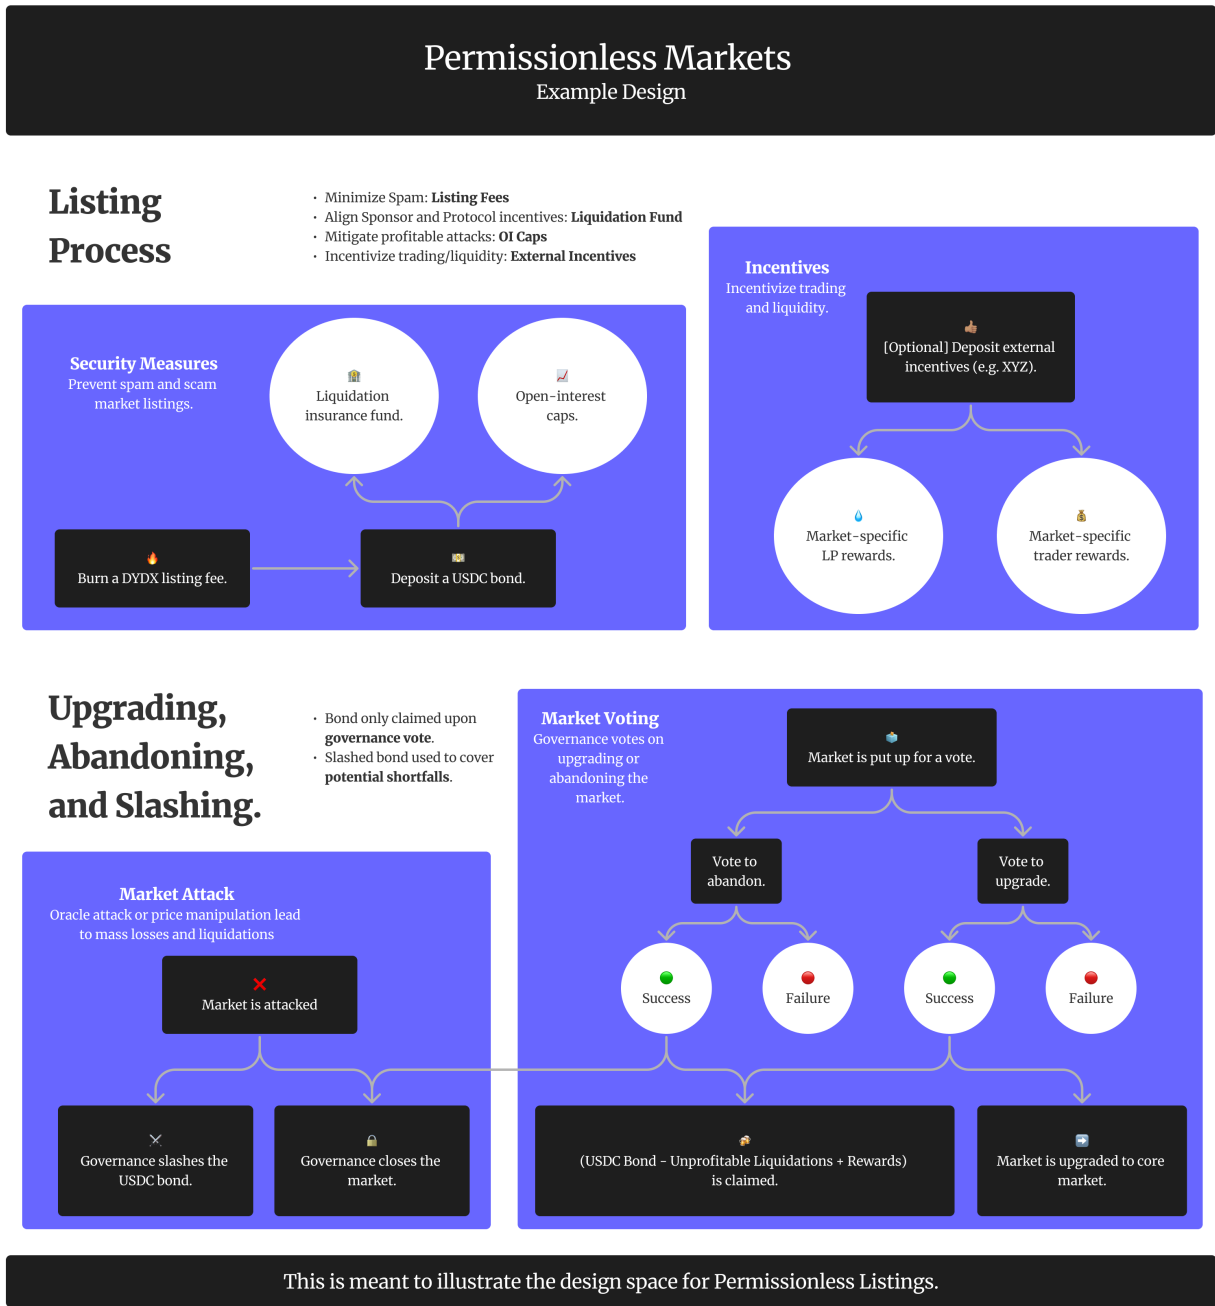 Permissionless Markets
Example Design
Listing
Process
• Minimize Spam: Listing Fees
• Align Sponsor and Protocol incentives: Liquidation Fund
• Mitigate profitable attacks: OI Caps
• Incentivize trading/liquidity: External Incentives
Security Measures
Prevent spam and scam
market listings.
Liquidation
insurance fund.
Open-interest
caps.
Burn a DYDX listing fee.
Deposit a USDC bond.
Incentives
Incentivize trading
and liquidity.
[Optional] Deposit external
incentives (e.g. XYZ).
Market-specific
LP rewards.
Market-specific
trader rewards.
Upgrading,
Abandoning,
and Slashing.
• Bond only claimed upon
governance vote.
• Slashed bond used to cover
potential shortfalls.
Market Attack
Oracle attack or price manipulation lead
to mass losses and liquidations
Market is attacked
Governance slashes the
USDC bond.
Governance closes the
market.
Market Voting
Governance votes on
upgrading or
abandoning the
market.
Market is put up for a vote.
Vote to
abandon.
Vote to
upgrade.
Success
Failure
Success
Failure
(USDC Bond - Unprofitable Liquidations + Rewards)
is claimed.
Market is upgraded to core
market.
This is meant to illustrate the design space for Permissionless Listings.